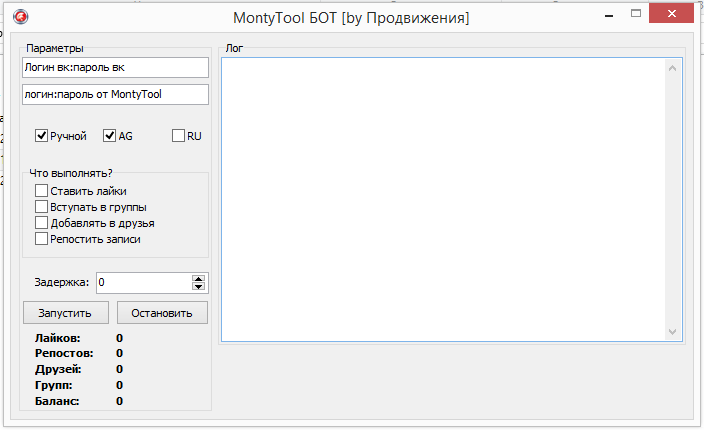 MontyTool БОТ [by Продвижения]
Параметры
Лог
Логин вк:пароль вк
логин:пароль от MontyTool
Ручной AG RU
Что выполнять?
Ставить лайки
Вступать в группы
Добавлять в друзья
Репостить записи
Задержка: 0
Запустить Остановить
Лайков: 0
Репостов: 0
Друзей: 0
Групп: 0
Баланс: 0